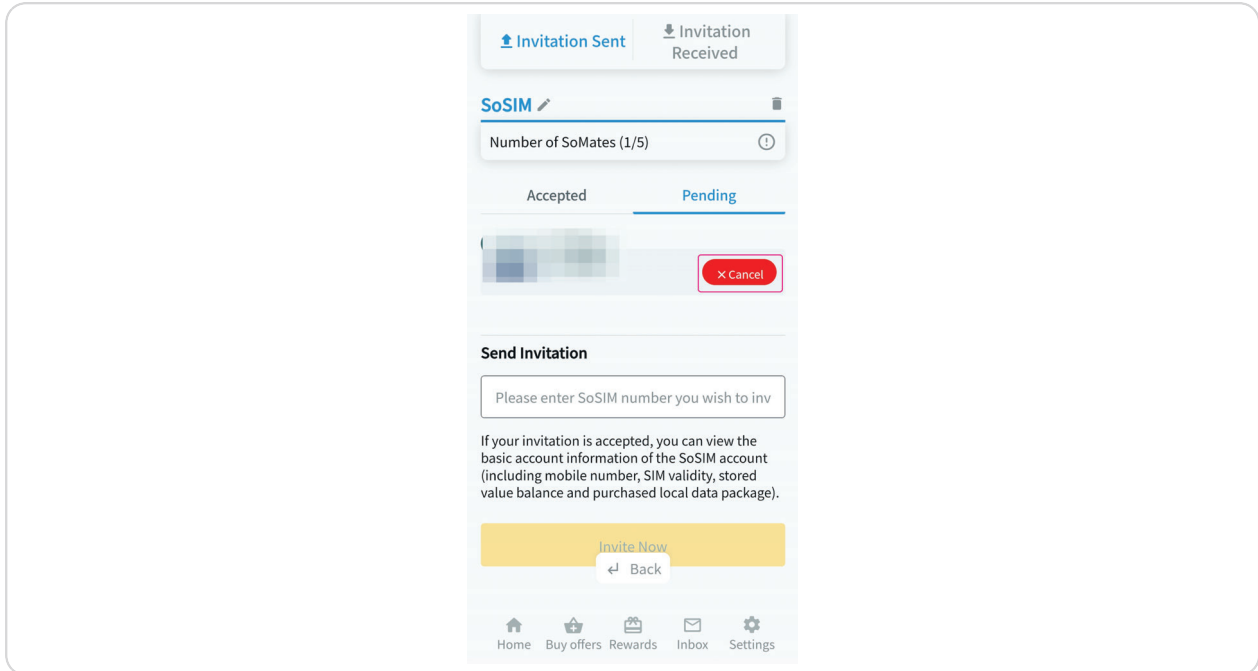 Invitation Sent
Invitation
Received
SoSIM
Number of SoMates (1/5)
Accepted
Pending
Cancel
Send Invitation
Please enter SoSIM number you wish to inv
If your invitation is accepted, you can view the
basic account information of the SoSIM account
(including mobile number, SIM validity, stored
value balance and purchased local data package).
Invite Now
Back
Home Buy offers Rewards Inbox Settings